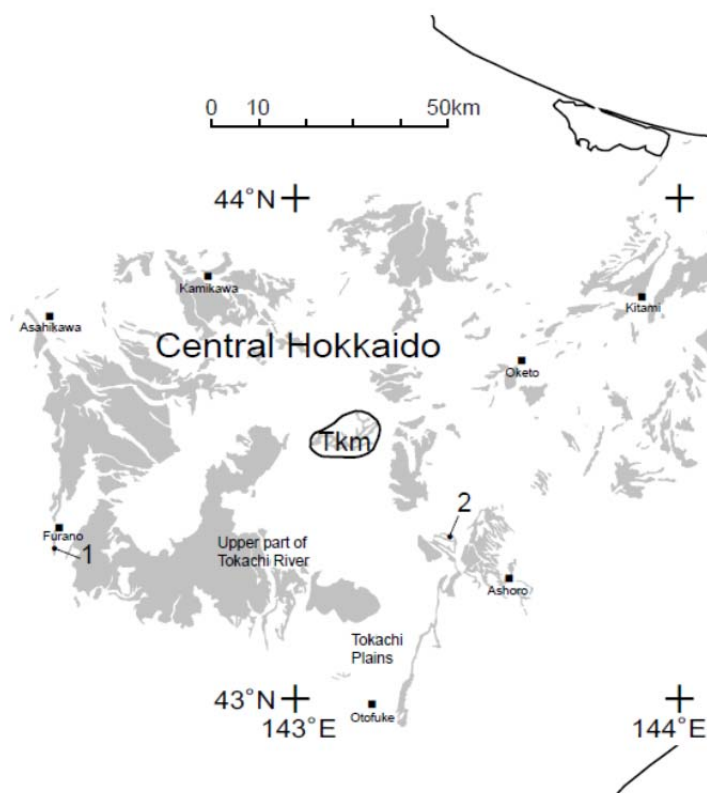 0 10 50km
44°N
Kamikawa
Kitami
Asahikawa
Central Hokkaido
Oketo
Tkm
2
Furano
1
Upper part of
Tokachi River
Ashoro
Tokachi
Plains
43°N
Otofuke
143°E
144°E